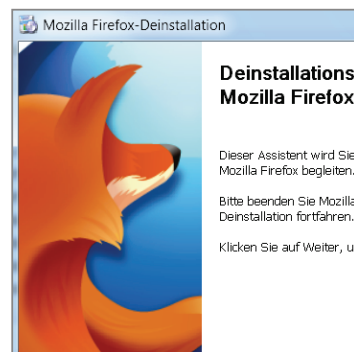 Mozilla Firefox-Deinstallation
Deinstallations
Mozilla Firefox
Dieser Assistent wird Sie
Mozilla Firefox begleiten.
Bitte beenden Sie Mozilla
Deinstallation fortfahren.
Klicken Sie auf Weiter, u